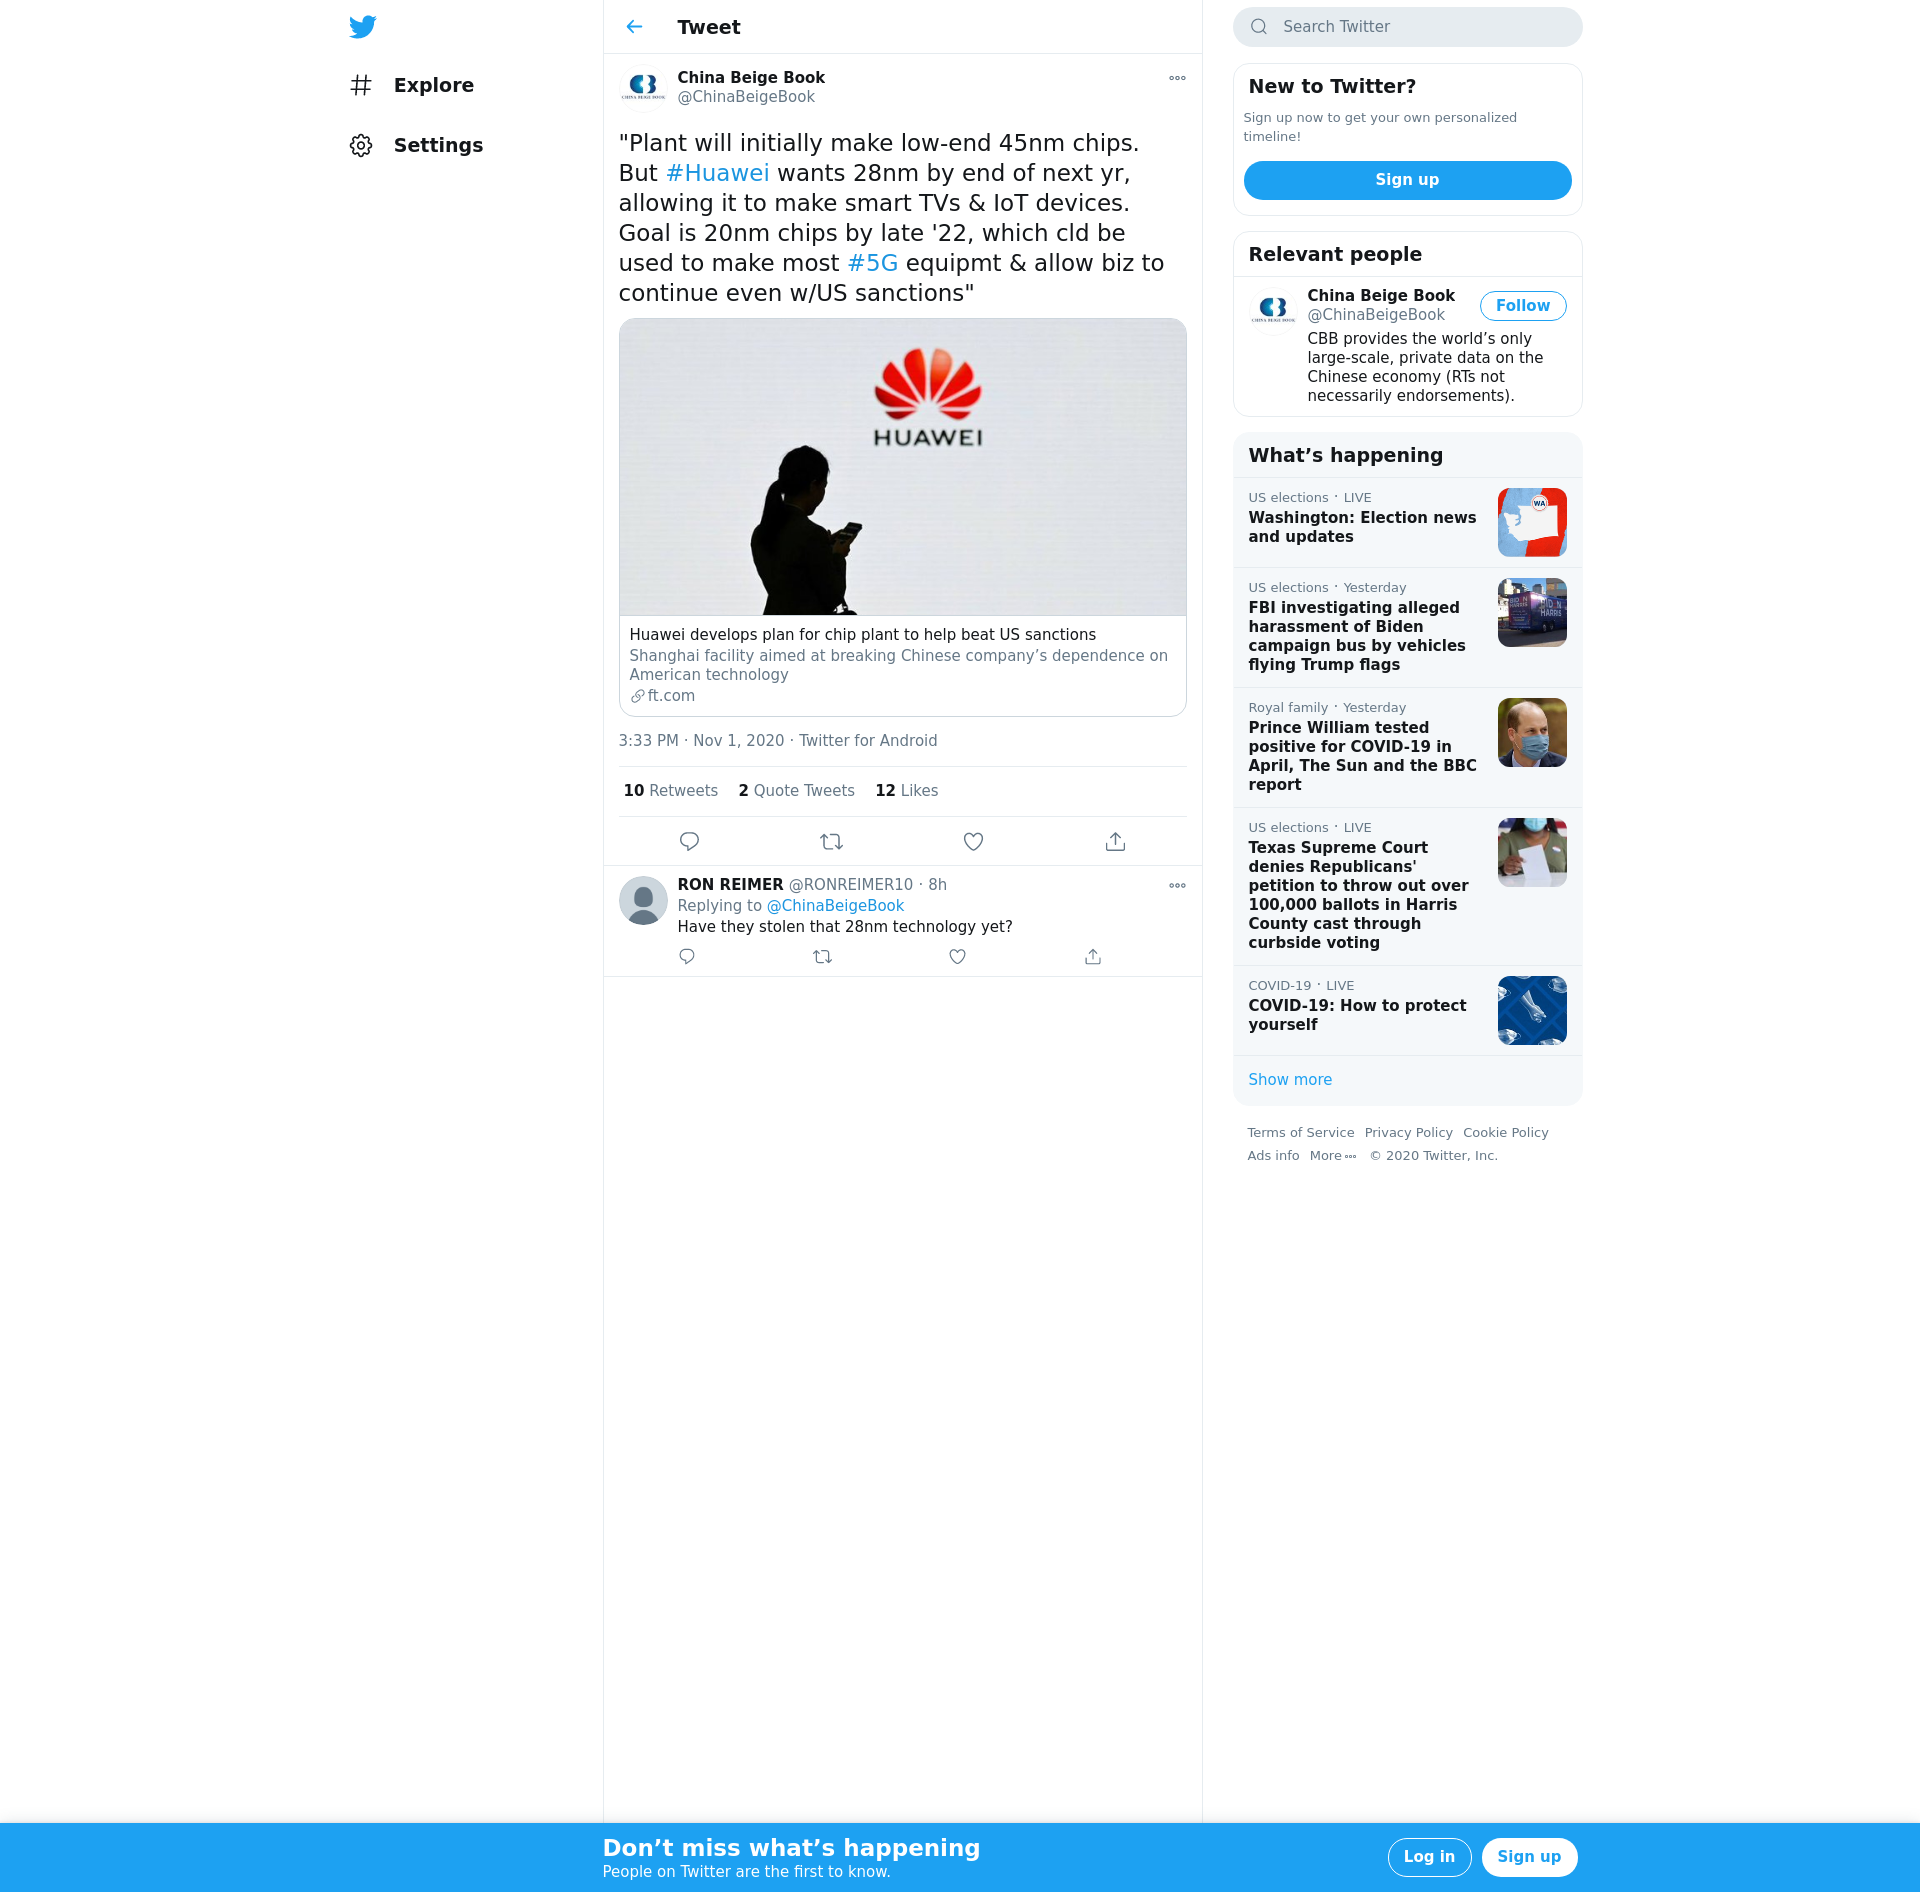 Explore
Settings
Tweet
China Beige Book
@ChinaBeigeBook
"Plant will initially make low-end 45nm chips.
But #Huawei wants 28nm by end of next yr,
allowing it to make smart TVs & IoT devices.
Goal is 20nm chips by late '22, which cld be
used to make most #5G equipmt & allow biz to
continue even w/US sanctions"
HUAWEI
Huawei develops plan for chip plant to help beat US sanctions
Shanghai facility aimed at breaking Chinese company’s dependence on
American technology
ft.com
3:33 PM · Nov 1, 2020 · Twitter for Android
10 Retweets 2 Quote Tweets 12 Likes
RON REIMER @RONREIMER10 · 8h
Replying to @ChinaBeigeBook
Have they stolen that 28nm technology yet?
Search Twitter
New to Twitter?
Sign up now to get your own personalized
timeline!
Sign up
Relevant people
China Beige Book
@ChinaBeigeBook
Follow
CBB provides the world’s only
large-scale, private data on the
Chinese economy (RTs not
necessarily endorsements).
What’s happening
US elections · LIVE
Washington: Election news
and updates
WA
US elections · Yesterday
FBI investigating alleged
harassment of Biden
campaign bus by vehicles
flying Trump flags
Royal family · Yesterday
Prince William tested
positive for COVID-19 in
April, The Sun and the BBC
report
US elections · LIVE
Texas Supreme Court
denies Republicans'
petition to throw out over
100,000 ballots in Harris
County cast through
curbside voting
COVID-19 · LIVE
COVID-19: How to protect
yourself
Show more
Terms of Service Privacy Policy Cookie Policy
Ads info More © 2020 Twitter, Inc.
Don’t miss what’s happening
People on Twitter are the first to know.
Log in
Sign up